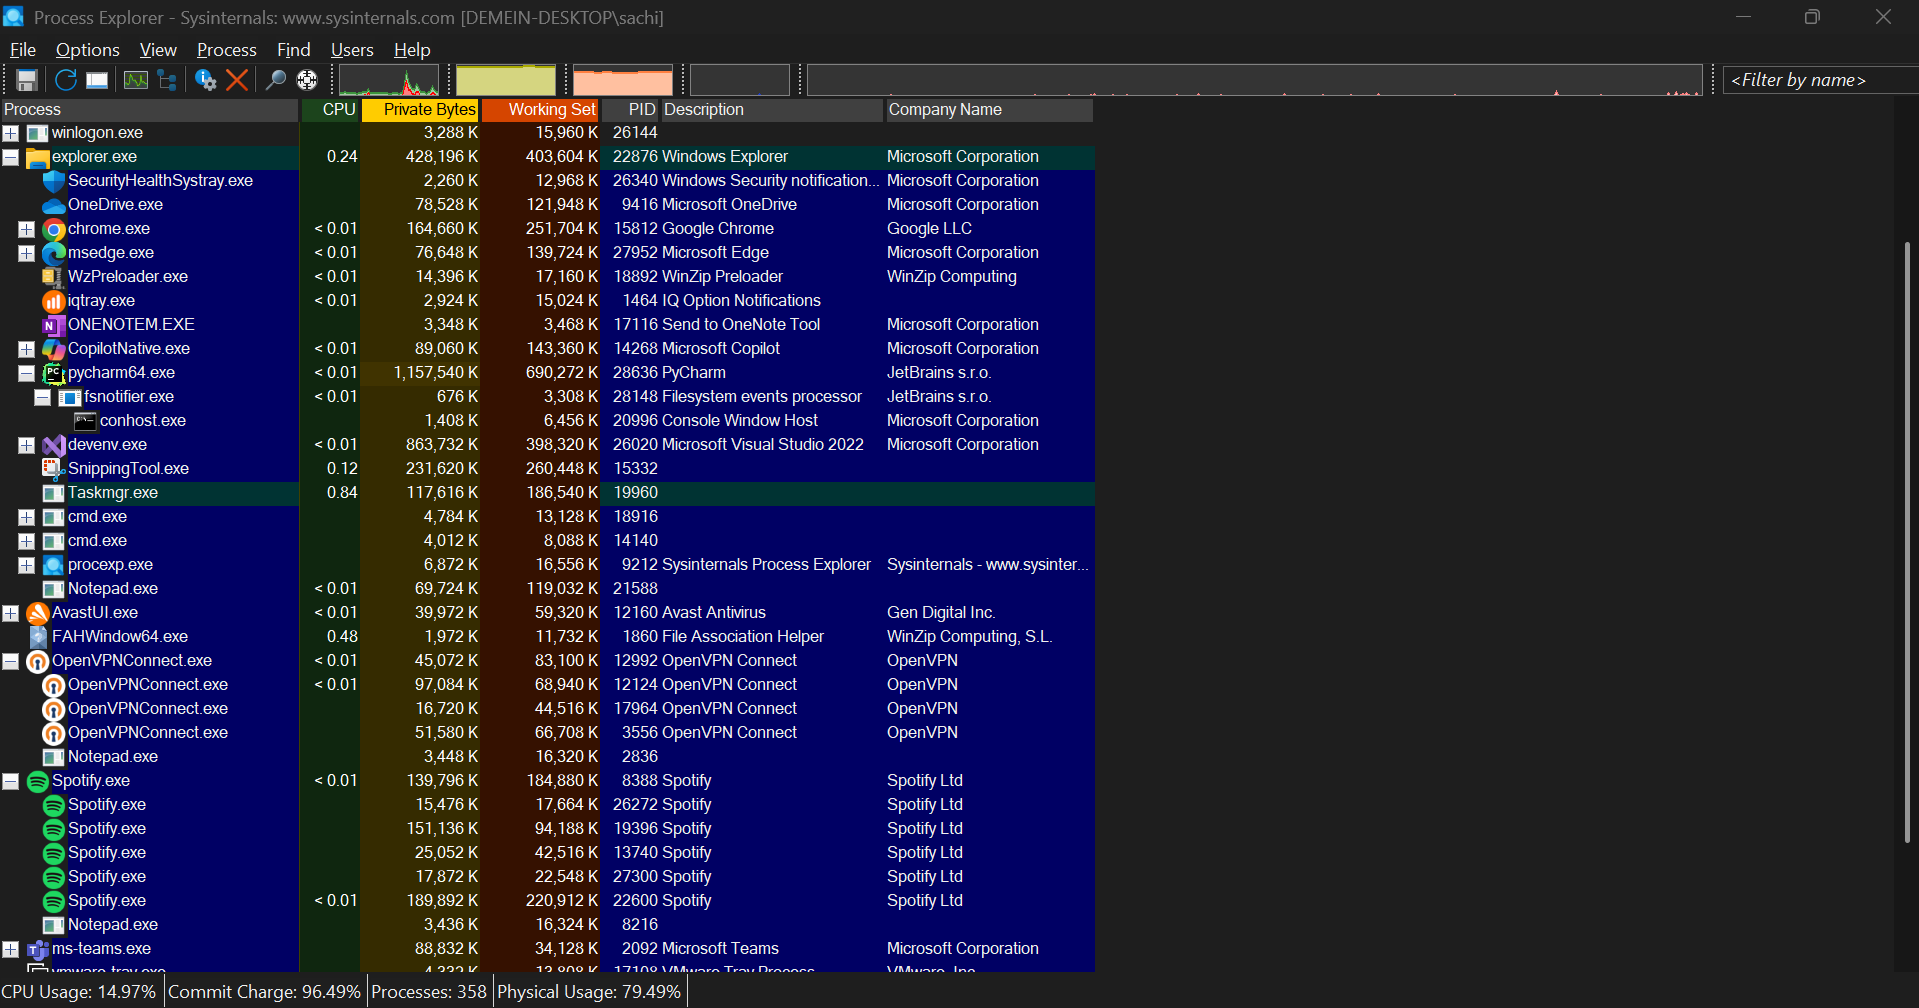 Process Explorer - Sysinternals: www.sysinternals.com [DEMEIN-DESKTOP\sachi]
File Options View Process Find Users Help
<Filter by name>
Process CPU Private Bytes Working Set PID Description Company Name
winlogon.exe 3,288 K 15,960 K 26144
explorer.exe 0.24 428,196 K 403,604 K 22876 Windows Explorer Microsoft Corporation
SecurityHealthSystray.exe 2,260 K 12,968 K 26340 Windows Security notification... Microsoft Corporation
OneDrive.exe 78,528 K 121,948 K 9416 Microsoft OneDrive Microsoft Corporation
chrome.exe < 0.01 164,660 K 251,704 K 15812 Google Chrome Google LLC
msedge.exe < 0.01 76,648 K 139,724 K 27952 Microsoft Edge Microsoft Corporation
WzPreloader.exe < 0.01 14,396 K 17,160 K 18892 WinZip Preloader WinZip Computing
iqtray.exe < 0.01 2,924 K 15,024 K 1464 IQ Option Notifications
ONENOTEM.EXE 3,348 K 3,468 K 17116 Send to OneNote Tool Microsoft Corporation
CopilotNative.exe < 0.01 89,060 K 143,360 K 14268 Microsoft Copilot Microsoft Corporation
pycharm64.exe < 0.01 1,157,540 K 690,272 K 28636 PyCharm JetBrains s.r.o.
fsnotifier.exe < 0.01 676 K 3,308 K 28148 Filesystem events processor JetBrains s.r.o.
conhost.exe 1,408 K 6,456 K 20996 Console Window Host Microsoft Corporation
devenv.exe < 0.01 863,732 K 398,320 K 26020 Microsoft Visual Studio 2022 Microsoft Corporation
SnippingTool.exe 0.12 231,620 K 260,448 K 15332
Taskmgr.exe 0.84 117,616 K 186,540 K 19960
cmd.exe 4,784 K 13,128 K 18916
cmd.exe 4,012 K 8,088 K 14140
procexp.exe 6,872 K 16,556 K 9212 Sysinternals Process Explorer Sysinternals - www.sysinter...
Notepad.exe < 0.01 69,724 K 119,032 K 21588
AvastUI.exe < 0.01 39,972 K 59,320 K 12160 Avast Antivirus Gen Digital Inc.
FAHWindow64.exe 0.48 1,972 K 11,732 K 1860 File Association Helper WinZip Computing, S.L.
OpenVPNConnect.exe < 0.01 45,072 K 83,100 K 12992 OpenVPN Connect OpenVPN
OpenVPNConnect.exe < 0.01 97,084 K 68,940 K 12124 OpenVPN Connect OpenVPN
OpenVPNConnect.exe 16,720 K 44,516 K 17964 OpenVPN Connect OpenVPN
OpenVPNConnect.exe 51,580 K 66,708 K 3556 OpenVPN Connect OpenVPN
Notepad.exe 3,448 K 16,320 K 2836
Spotify.exe < 0.01 139,796 K 184,880 K 8388 Spotify Spotify Ltd
Spotify.exe 15,476 K 17,664 K 26272 Spotify Spotify Ltd
Spotify.exe 151,136 K 94,188 K 19396 Spotify Spotify Ltd
Spotify.exe 25,052 K 42,516 K 13740 Spotify Spotify Ltd
Spotify.exe 17,872 K 22,548 K 27300 Spotify Spotify Ltd
Spotify.exe < 0.01 189,892 K 220,912 K 22600 Spotify Spotify Ltd
Notepad.exe 3,436 K 16,324 K 8216
ms-teams.exe 88,832 K 34,128 K 2092 Microsoft Teams Microsoft Corporation
CPU Usage: 14.97% Commit Charge: 96.49% Processes: 358 Physical Usage: 79.49%